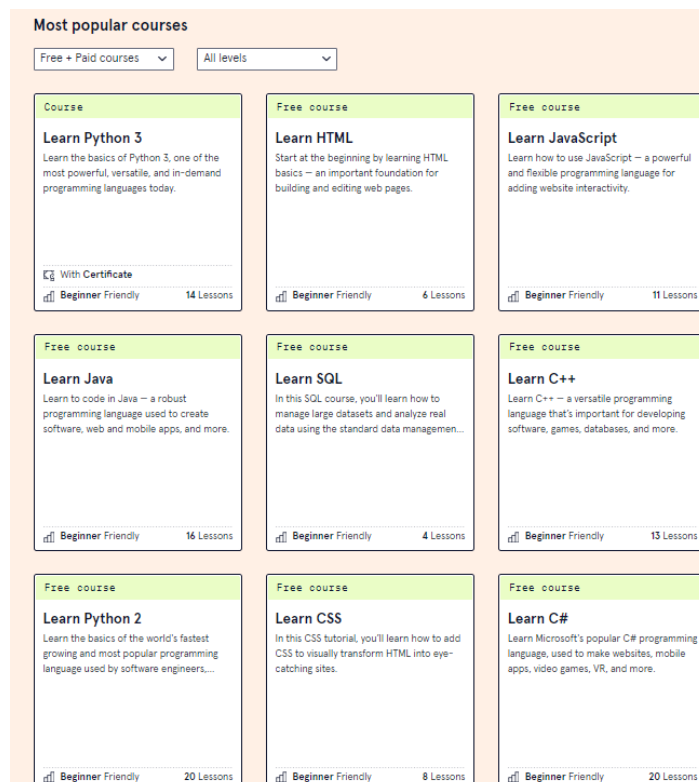 Most popular courses
Free + Paid courses
All levels
Course
Learn Python 3
Learn the basics of Python 3, one of the
most powerful, versatile, and in-demand
programming languages today.
With Certificate
Beginner Friendly
14 Lessons
Free course
Learn HTML
Start at the beginning by learning HTML
basics — an important foundation for
building and editing web pages.
Beginner Friendly
6 Lessons
Free course
Learn JavaScript
Learn how to use JavaScript — a powerful
and flexible programming language for
adding website interactivity.
Beginner Friendly
11 Lessons
Free course
Learn Java
Learn to code in Java — a robust
programming language used to create
software, web and mobile apps, and more.
Beginner Friendly
16 Lessons
Free course
Learn SQL
In this SQL course, you'll learn how to
manage large datasets and analyze real
data using the standard data managemen...
Beginner Friendly
4 Lessons
Free course
Learn C++
Learn C++ — a versatile programming
language that's important for developing
software, games, databases, and more.
Beginner Friendly
13 Lessons
Free course
Learn Python 2
Learn the basics of the world's fastest
growing and most popular programming
language used by software engineers,...
Beginner Friendly
20 Lessons
Free course
Learn CSS
In this CSS tutorial, you'll learn how to add
CSS to visually transform HTML into eye-
catching sites.
Beginner Friendly
8 Lessons
Free course
Learn C#
Learn Microsoft's popular C# programming
language, used to make websites, mobile
apps, video games, VR, and more.
Beginner Friendly
20 Lessons